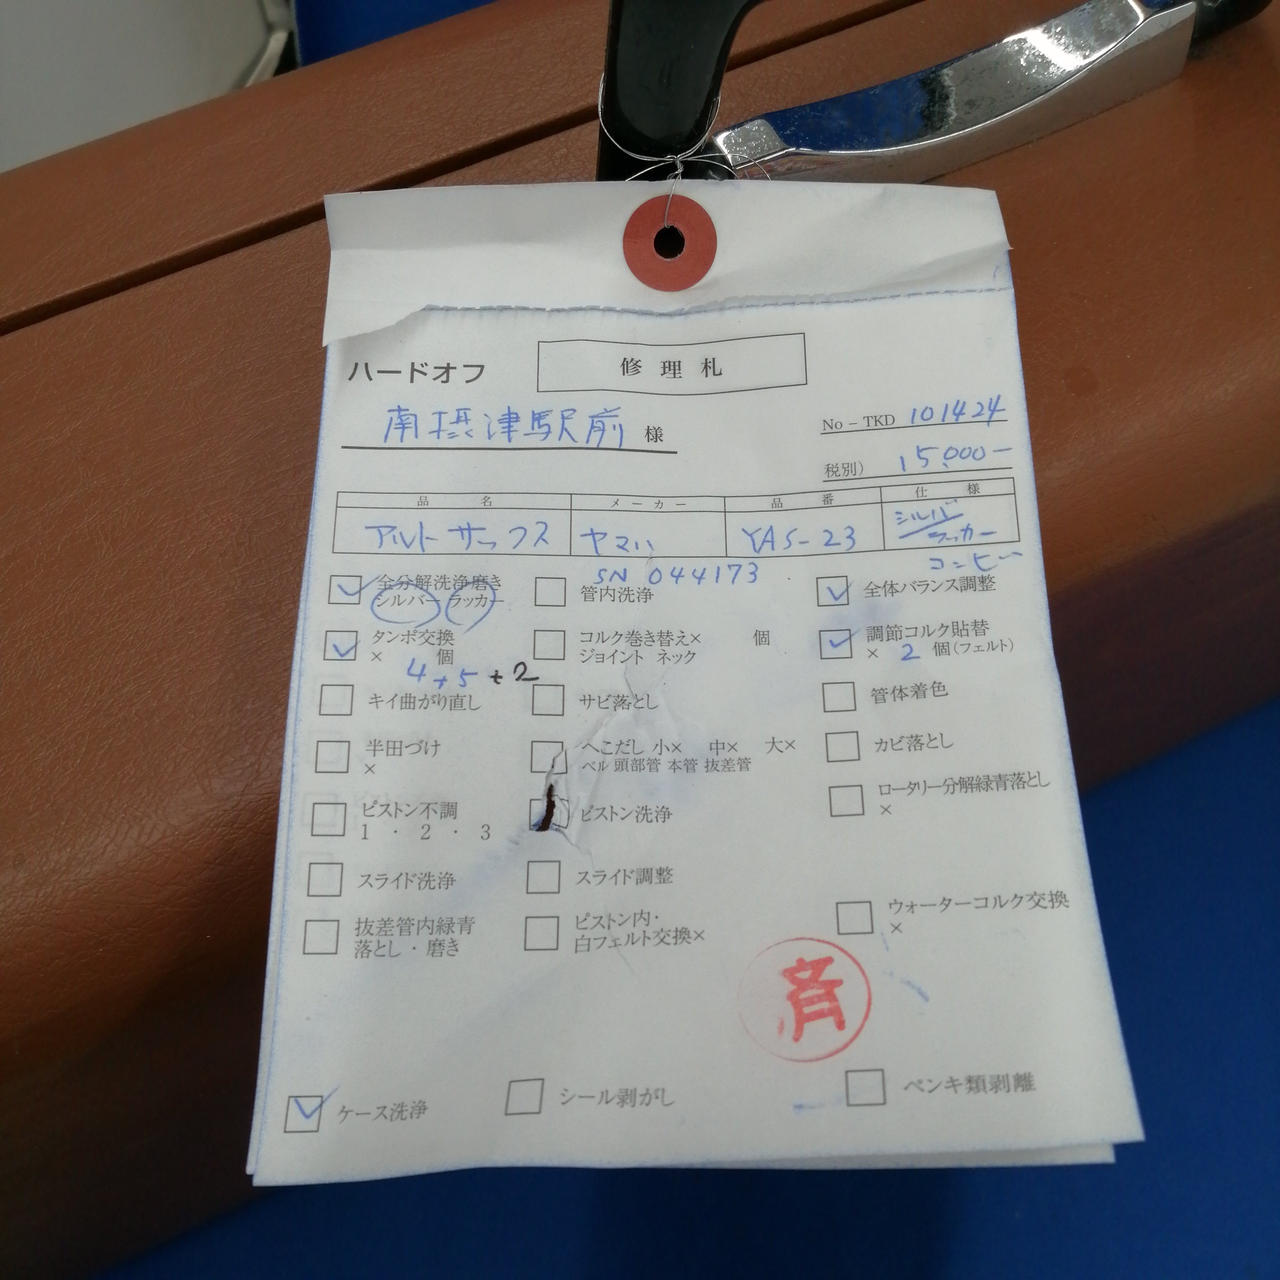 ハードオフ 修理札
南摂津駅前 様
No－TKD 101424
税別） 15,000－
品名 メーカー 品番 仕様
アルトサックス ヤマハ YAS-23 シルバー/ラッカー
コンビ
SN 044173
全分解洗浄磨き 管内洗浄 全体バランス調整
シルバー ラッカー
タンポ交換 コルク巻き替え× 個 調節コルク貼替
× 個 ジョイント ネック × 2 個(フェルト)
4+5+2
キイ曲がり直し サビ落とし 管体着色
半田づけ へこだし 小× 中× 大× カビ落とし
× ベル 頭部管 本管 抜差管
ピストン不調 ピストン洗浄 ロータリー分解緑青落とし
1・2・3 ×
スライド洗浄 スライド調整
抜差管内緑青 ピストン内・ ウォーターコルク交換
落とし・磨き 白フェルト交換× ×
済
ケース洗浄 シール剥がし ペンキ類剥離